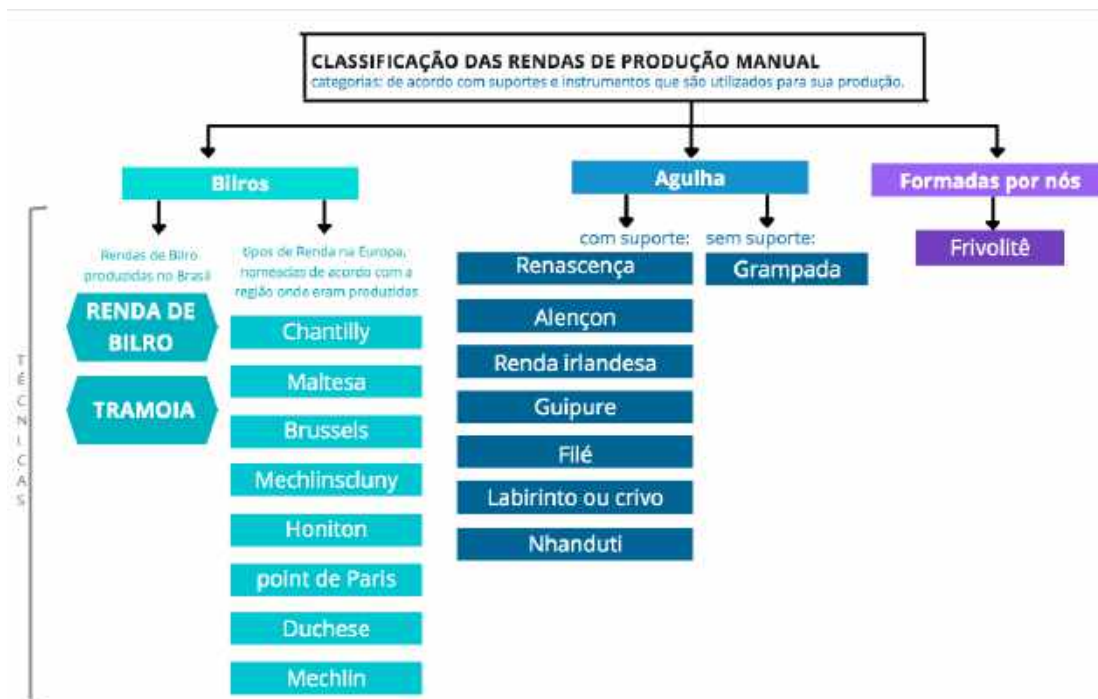 CLASSIFICAÇÃO DAS RENDAS DE PRODUÇÃO MANUAL
categorias: de acordo com suportes e instrumentos que são utilizados para sua produção.
Bilros
Agulha
Formadas por nós
TÉCNICAS
Rendas de Bilro
produzidas no Brasil
RENDA DE
BILRO
TRAMOIA
tipos de Renda na Europa,
nomeadas de acordo com a
região onde eram produzidas
Chantilly
Maltesa
Brussels
Mechlinscluny
Honiton
point de Paris
Duchese
Mechlin
com suporte:
Renascença
Alençon
Renda irlandesa
Guipure
Filé
Labirinto ou crivo
Nhanduti
sem suporte:
Grampada
Frivolitê